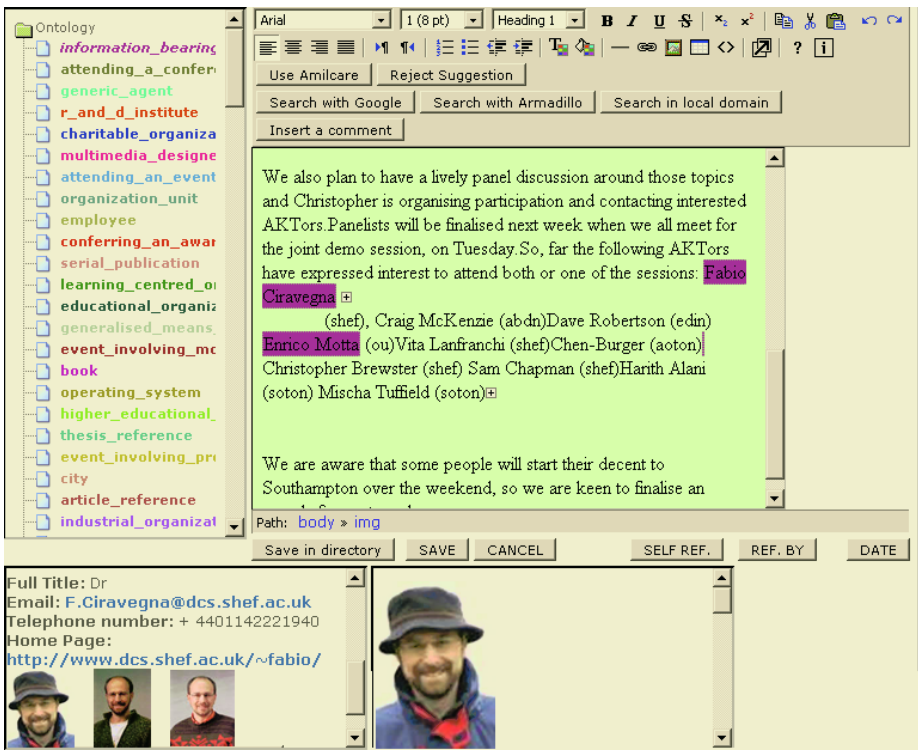 Ontology
information_bearing
attending_a_confer
generic_agent
r_and_d_institute
charitable_organiza
multimedia_designe
attending_an_event
organization_unit
employee
conferring_an_awar
serial_publication
learning_centred_o
educational_organiz
generalised_means_
event_involving_mo
book
operating_system
higher_educational_
thesis_reference
event_involving_pro
city
article_reference
industrial_organizat
Arial 1 (8 pt) Heading 1 B I U S
Use Amilcare Reject Suggestion
Search with Google Search with Armadillo Search in local domain
Insert a comment
We also plan to have a lively panel discussion around those topics
and Christopher is organising participation and contacting interested
AKTors.Panelists will be finalised next week when we all meet for
the joint demo session, on Tuesday.So, far the following AKTors
have expressed interest to attend both or one of the sessions: Fabio
Ciravegna
(shef), Craig McKenzie (abdn)Dave Robertson (edin)
Enrico Motta (ou)Vita Lanfranchi (shef)Chen-Burger (aoton)
Christopher Brewster (shef) Sam Chapman (shef)Harith Alani
(soton) Mischa Tuffield (soton)
We are aware that some people will start their decent to
Southampton over the weekend, so we are keen to finalise an
Path: body » img
Save in directory SAVE CANCEL SELF REF. REF. BY DATE
Full Title: Dr
Email: F.Ciravegna@dcs.shef.ac.uk
Telephone number: + 4401142221940
Home Page:
http://www.dcs.shef.ac.uk/~fabio/